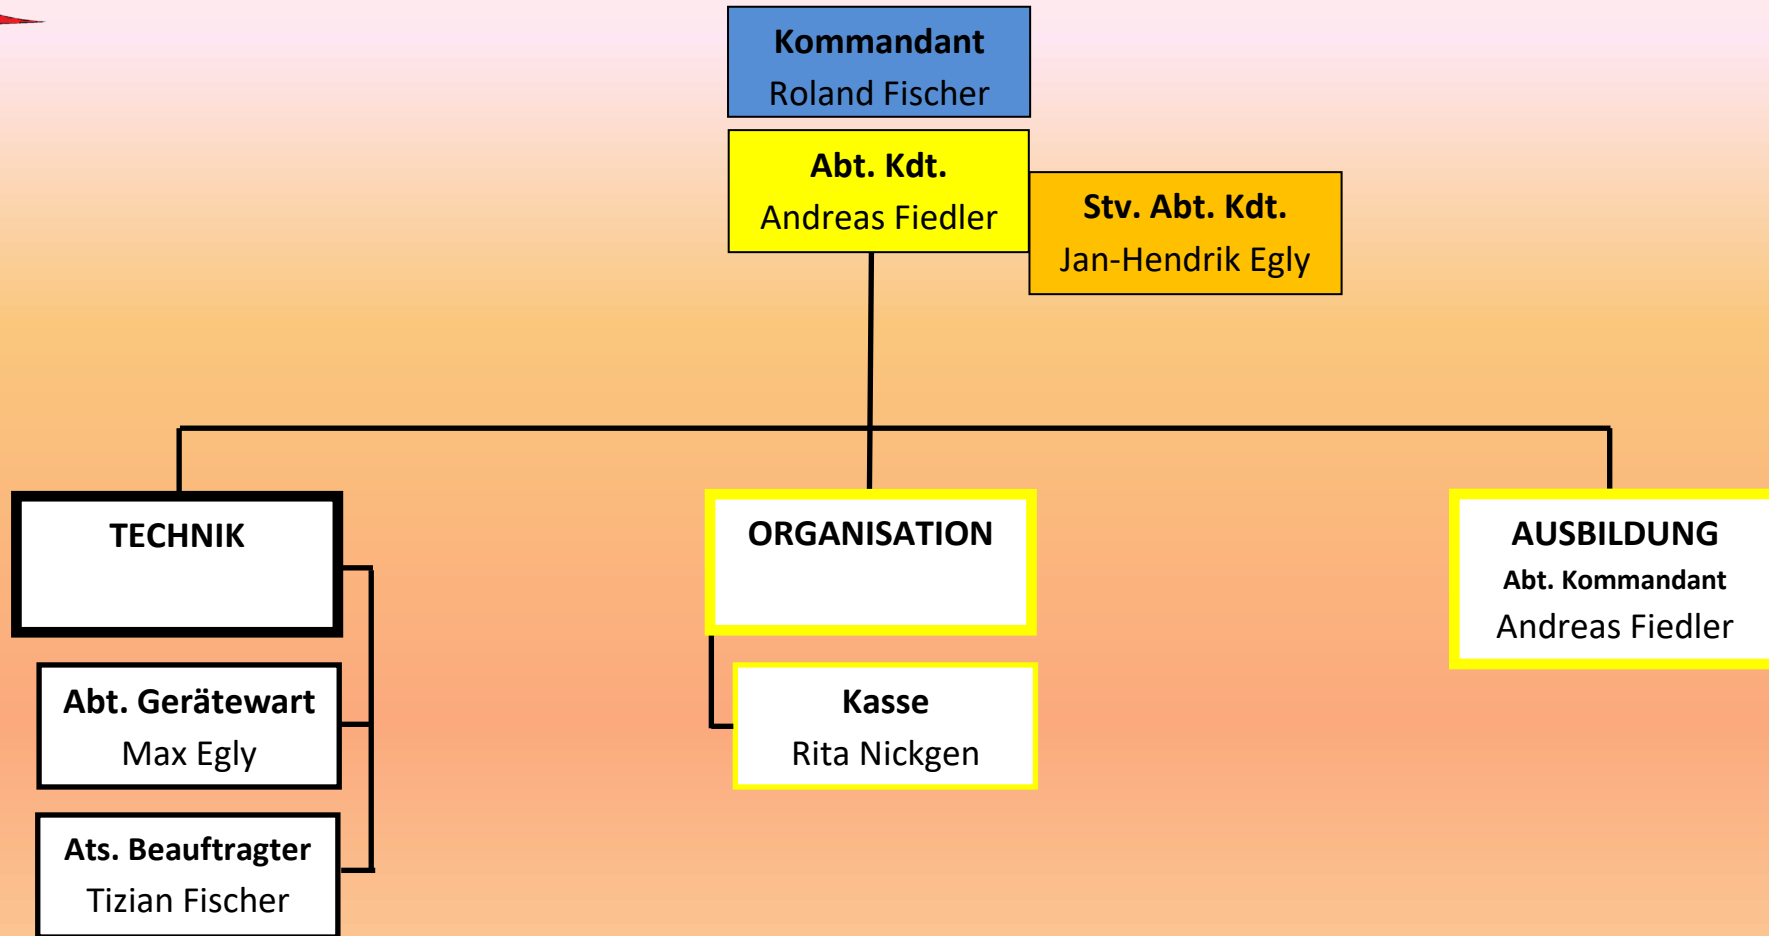 Kommandant
Roland Fischer
Abt. Kdt.
Andreas Fiedler
Stv. Abt. Kdt.
Jan-Hendrik Egly
TECHNIK
ORGANISATION
AUSBILDUNG
Abt. Kommandant
Andreas Fiedler
Abt. Gerätewart
Max Egly
Kasse
Rita Nickgen
Ats. Beauftragter
Tizian Fischer